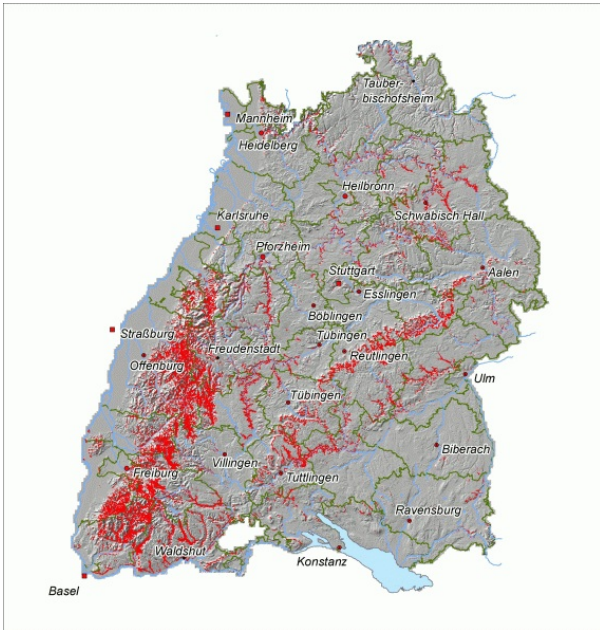 Tauber-
bischofsheim
Mannheim
Heidelberg
Heilbronn
Schwäbisch Hall
Karlsruhe
Pforzheim
Stuttgart
Aalen
Esslingen
Böblingen
Straßburg
Tübingen
Freudenstadt
Reutlingen
Offenburg
Ulm
Tübingen
Biberach
Villingen
Freiburg
Tuttlingen
Ravensburg
Waldshut
Konstanz
Basel